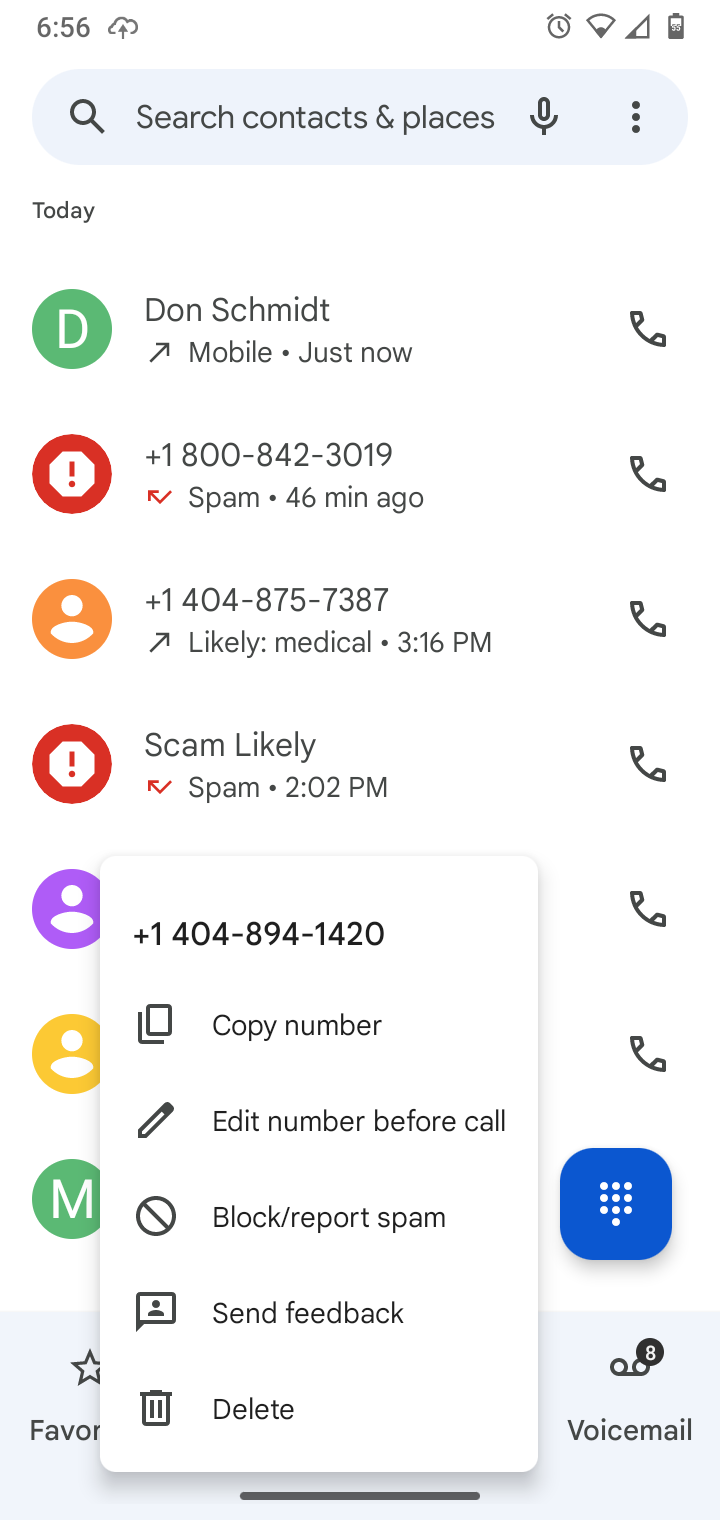 6:56
Search contacts & places
Today
D
Don Schmidt
Mobile • Just now
+1 800-842-3019
Spam • 46 min ago
+1 404-875-7387
Likely: medical • 3:16 PM
Scam Likely
Spam • 2:02 PM
+1 404-894-1420
Copy number
Edit number before call
M
Block/report spam
Send feedback
8
Favor
Voicemail
Delete